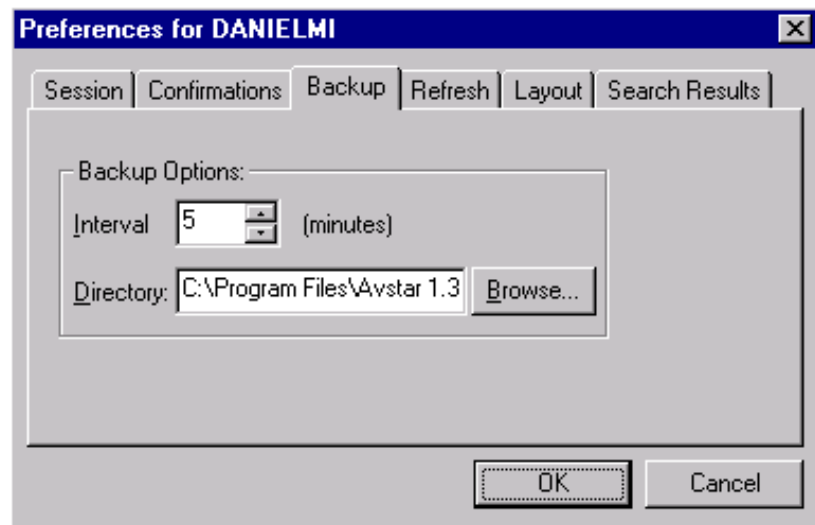 Preferences for DANIELMI
Session Confirmations Backup Refresh Layout Search Results
Backup Options:
Interval 5 (minutes)
Directory: C:\Program Files\Avstar 1.3 Browse...
OK Cancel